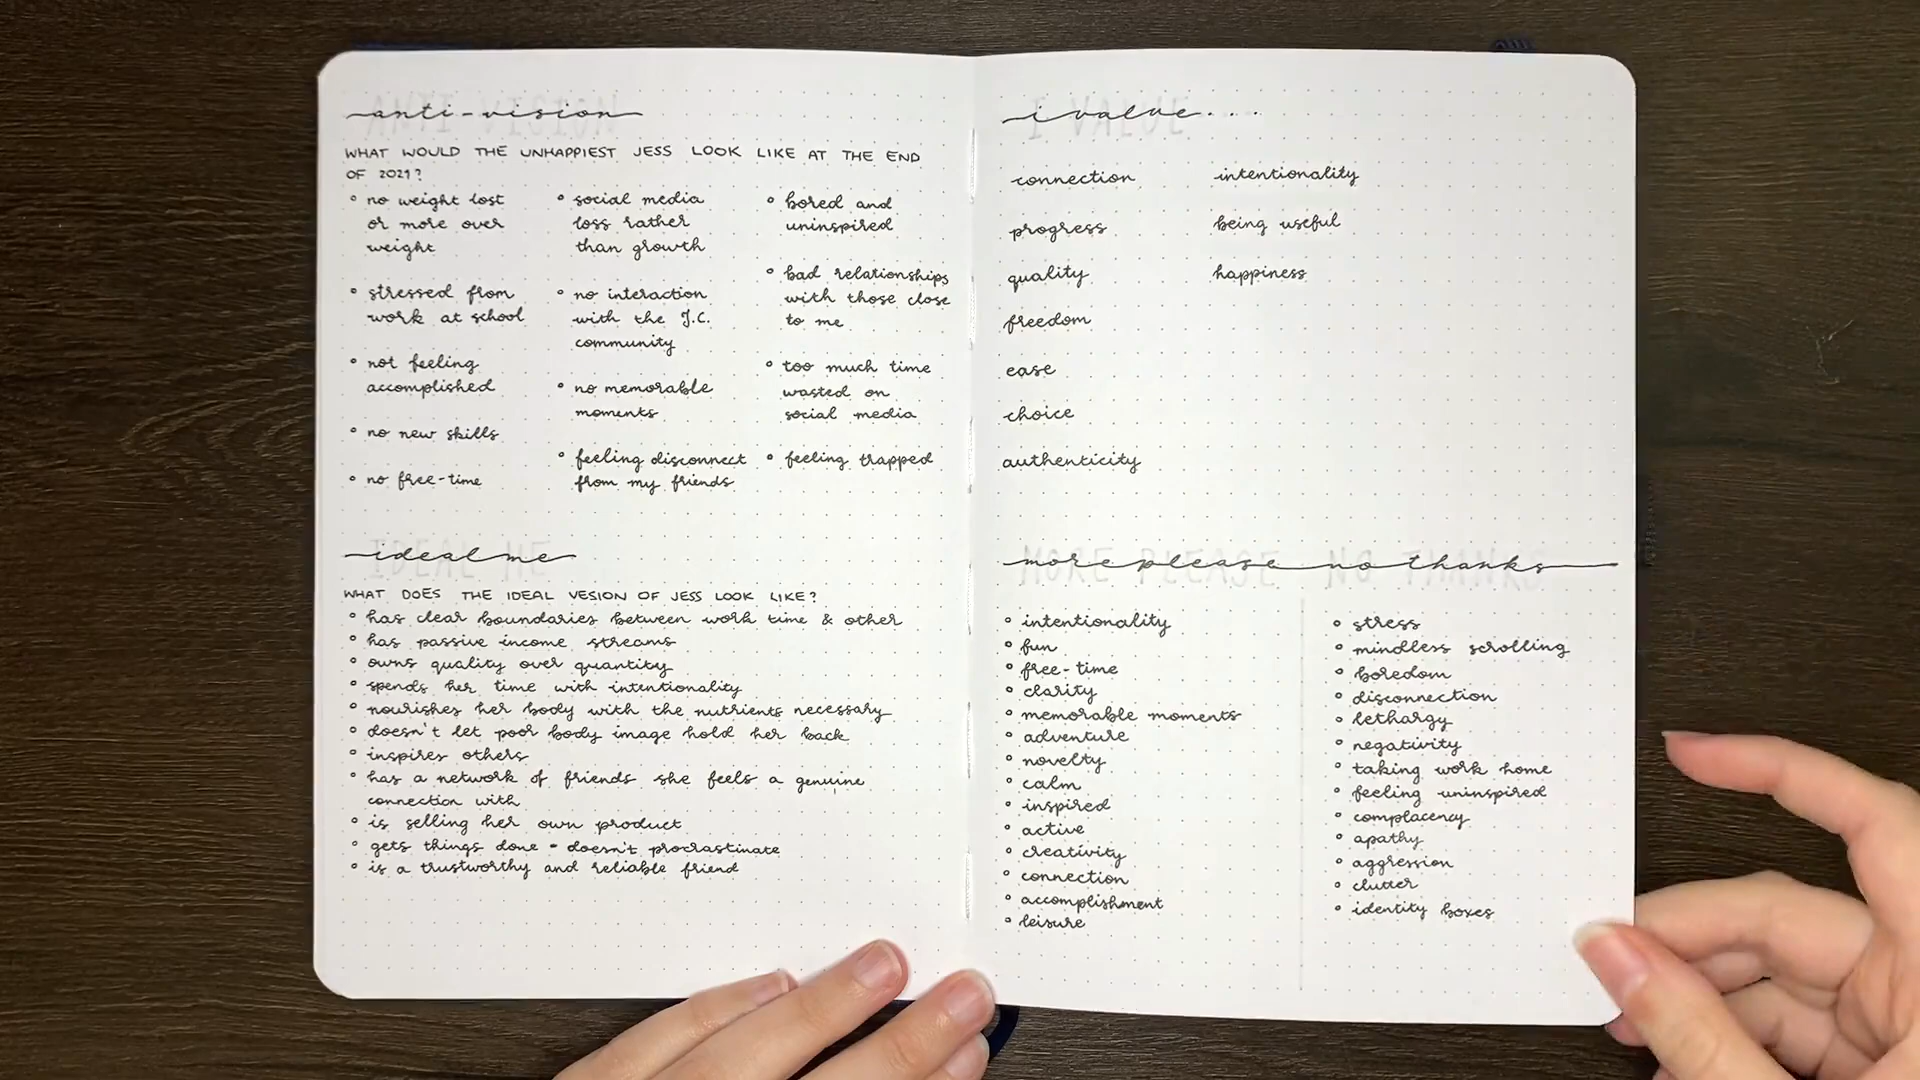 anti-vision
WHAT WOULD THE UNHAPPIEST JESS LOOK LIKE AT THE END
OF 2021?
° no weight lost
or more over
weight
° stressed from
work at school
° not feeling
accomplished
° no new skills
° no free-time
° social media
loss rather
than growth
° no interaction
with the J.C.
community
° no memorable
moments
° feeling disconnect
from my friends
° bored and
uninspired
° bad relationships
with those close
to me
° too much time
wasted on
social media
° feeling trapped
ideal me
WHAT DOES THE IDEAL VESION OF JESS LOOK LIKE?
° has clear boundaries between work time & other
° has passive income streams
° owns quality over quantity
° spends her time with intentionality
° nourishes her body with the nutrients necessary
° doesn't let poor body image hold her back
° inspires others
° has a network of friends she feels a genuine
connection with
° is selling her own product
° gets things done - doesn't procrastinate
° is a trustworthy and reliable friend
i value...
connection
progress
quality
freedom
ease
choice
authenticity
intentionality
being useful
happiness
more please no thanks
° intentionality
° fun
° free-time
° clarity
° memorable moments
° adventure
° novelty
° calm
° inspired
° active
° creativity
° connection
° accomplishment
° leisure
° stress
° mindless scrolling
° boredom
° disconnection
° lethargy
° negativity
° taking work home
° feeling uninspired
° complacency
° apathy
° aggression
° clutter
° identity boxes